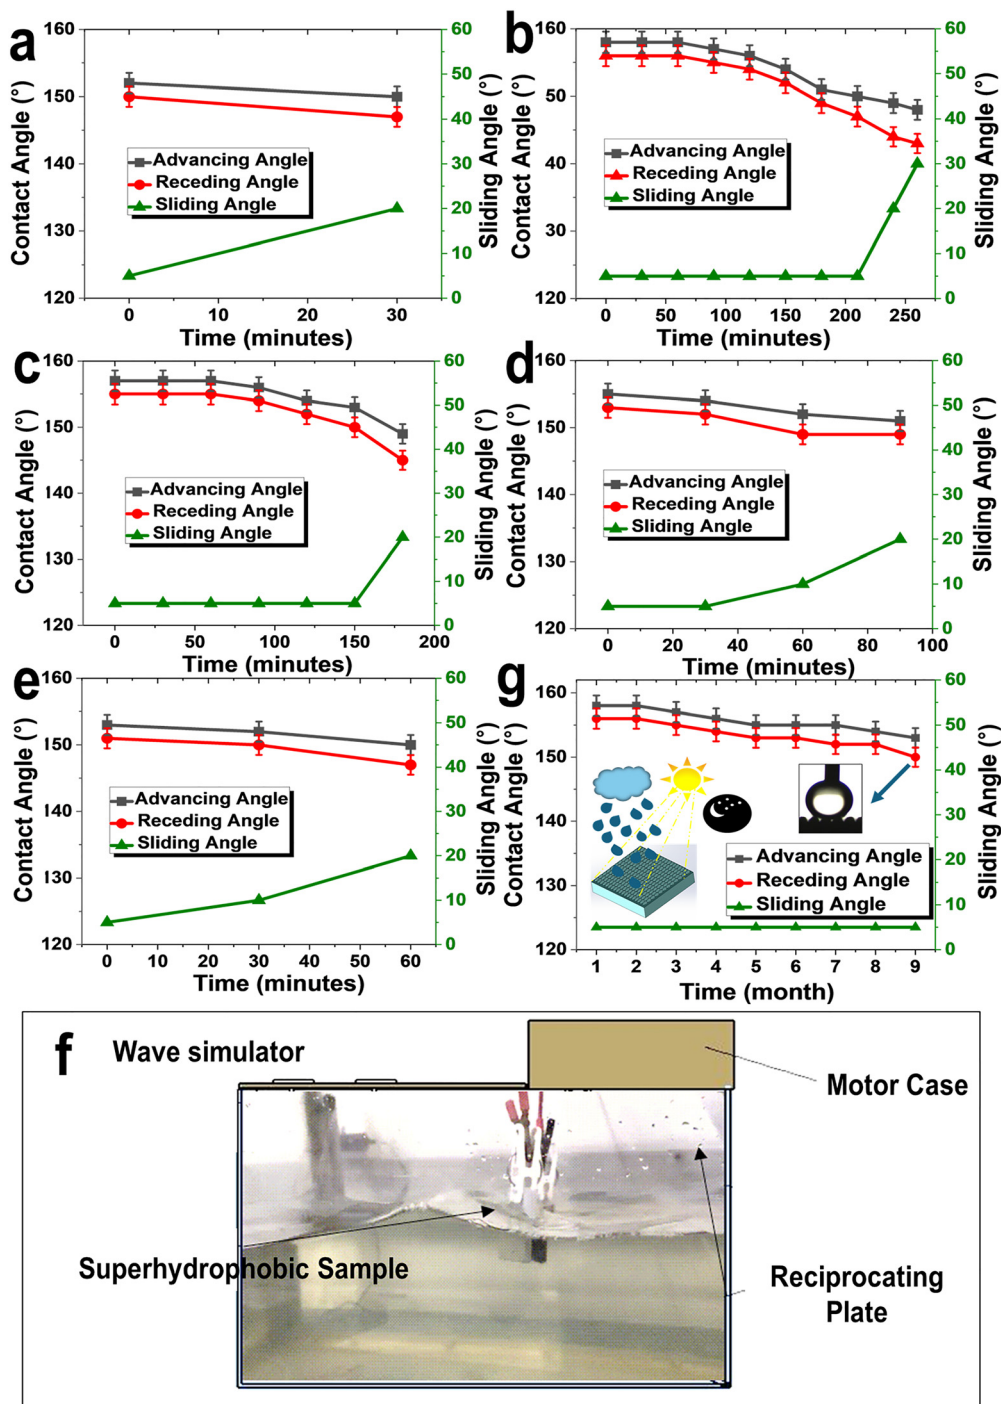 a
160
150
140
130
120
Contact Angle (°)
0 10 20 30
Time (minutes)
60
50
40
30
20
10
0
Sliding Angle (°)
Advancing Angle
Receding Angle
Sliding Angle
b
160
150
140
130
120
Contact Angle (°)
0 50 100 150 200 250
Time (minutes)
60
50
40
30
20
10
0
Sliding Angle (°)
Advancing Angle
Receding Angle
Sliding Angle
c
160
150
140
130
120
Contact Angle (°)
0 50 100 150 200
Time (minutes)
60
50
40
30
20
10
0
Sliding Angle (°)
Advancing Angle
Receding Angle
Sliding Angle
d
160
150
140
130
120
Contact Angle (°)
0 20 40 60 80 100
Time (minutes)
60
50
40
30
20
10
0
Sliding Angle (°)
Advancing Angle
Receding Angle
Sliding Angle
e
160
150
140
130
120
Contact Angle (°)
0 10 20 30 40 50 60
Time (minutes)
60
50
40
30
20
10
0
Sliding Angle (°)
Advancing Angle
Receding Angle
Sliding Angle
g
160
150
140
130
120
Contact Angle (°)
1 2 3 4 5 6 7 8 9
Time (month)
60
50
40
30
20
10
0
Sliding Angle (°)
Advancing Angle
Receding Angle
Sliding Angle
f
Wave simulator
Motor Case
Superhydrophobic Sample
Reciprocating
Plate